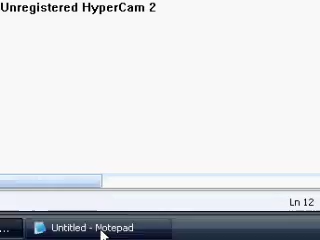 Unregistered HyperCam 2
Ln 12
... Untitled - Notepad